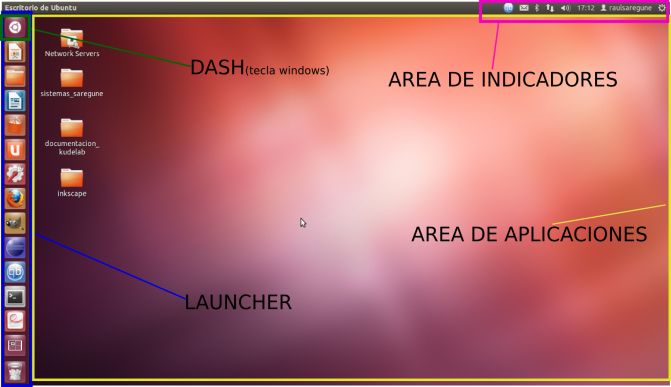 Escritorio de Ubuntu
17:12 raulsaregune
Network Servers
DASH(tecla windows)
AREA DE INDICADORES
sistemas_saregune
documentacion_
kudelab
inkscape
AREA DE APLICACIONES
LAUNCHER